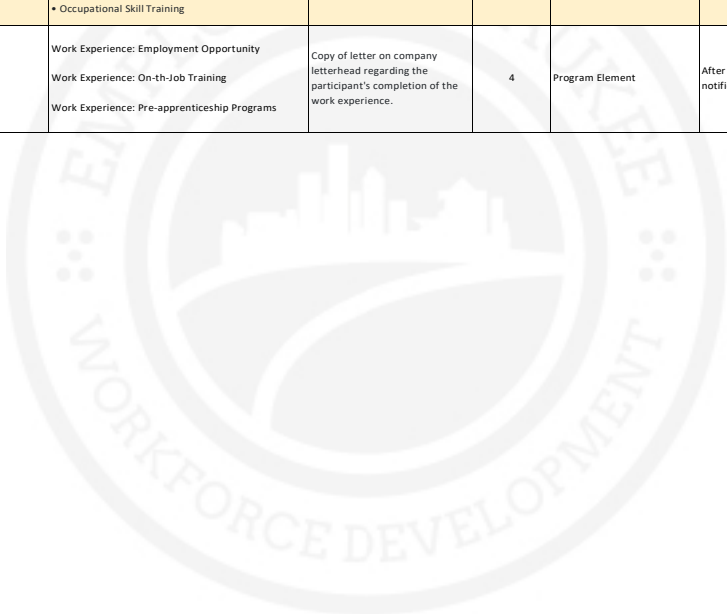 • Occupational Skill Training
Work Experience: Employment Opportunity
Work Experience: On-th-Job Training
Work Experience: Pre-apprenticeship Programs
Copy of letter on company
letterhead regarding the
participant's completion of the
work experience.
4
Program Element
After
notifi
EMPLO
UKEE
WORKFORCE DEVELOPMENT